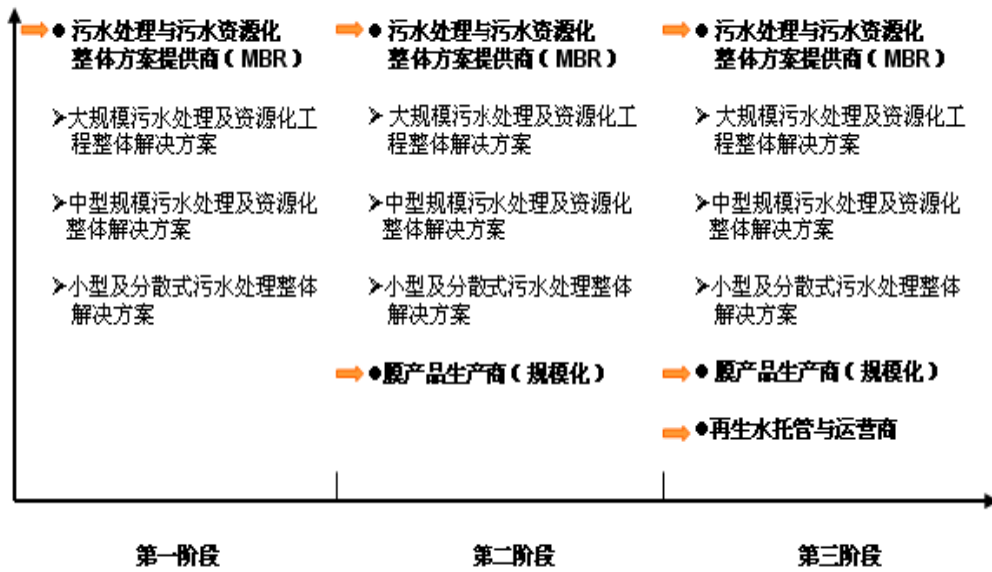 ● 污水处理与污水资源化
整体方案提供商（MBR）
➢大规模污水处理及资源化工
程整体解决方案
➢中型规模污水处理及资源化
整体解决方案
➢小型及分散式污水处理整体
解决方案
第一阶段
● 污水处理与污水资源化
整体方案提供商（MBR）
➢ 大规模污水处理及资源化工
程整体解决方案
➢中型规模污水处理及资源化
整体解决方案
➢小型及分散式污水处理整体
解决方案
●膜产品生产商（规模化）
第二阶段
● 污水处理与污水资源化
整体方案提供商（MBR）
➢ 大规模污水处理及资源化工
程整体解决方案
➢中型规模污水处理及资源化
整体解决方案
➢小型及分散式污水处理整体
解决方案
● 膜产品生产商（规模化）
●再生水托管与运营商
第三阶段